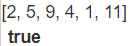 [2, 5, 9, 4, 1, 11]
true